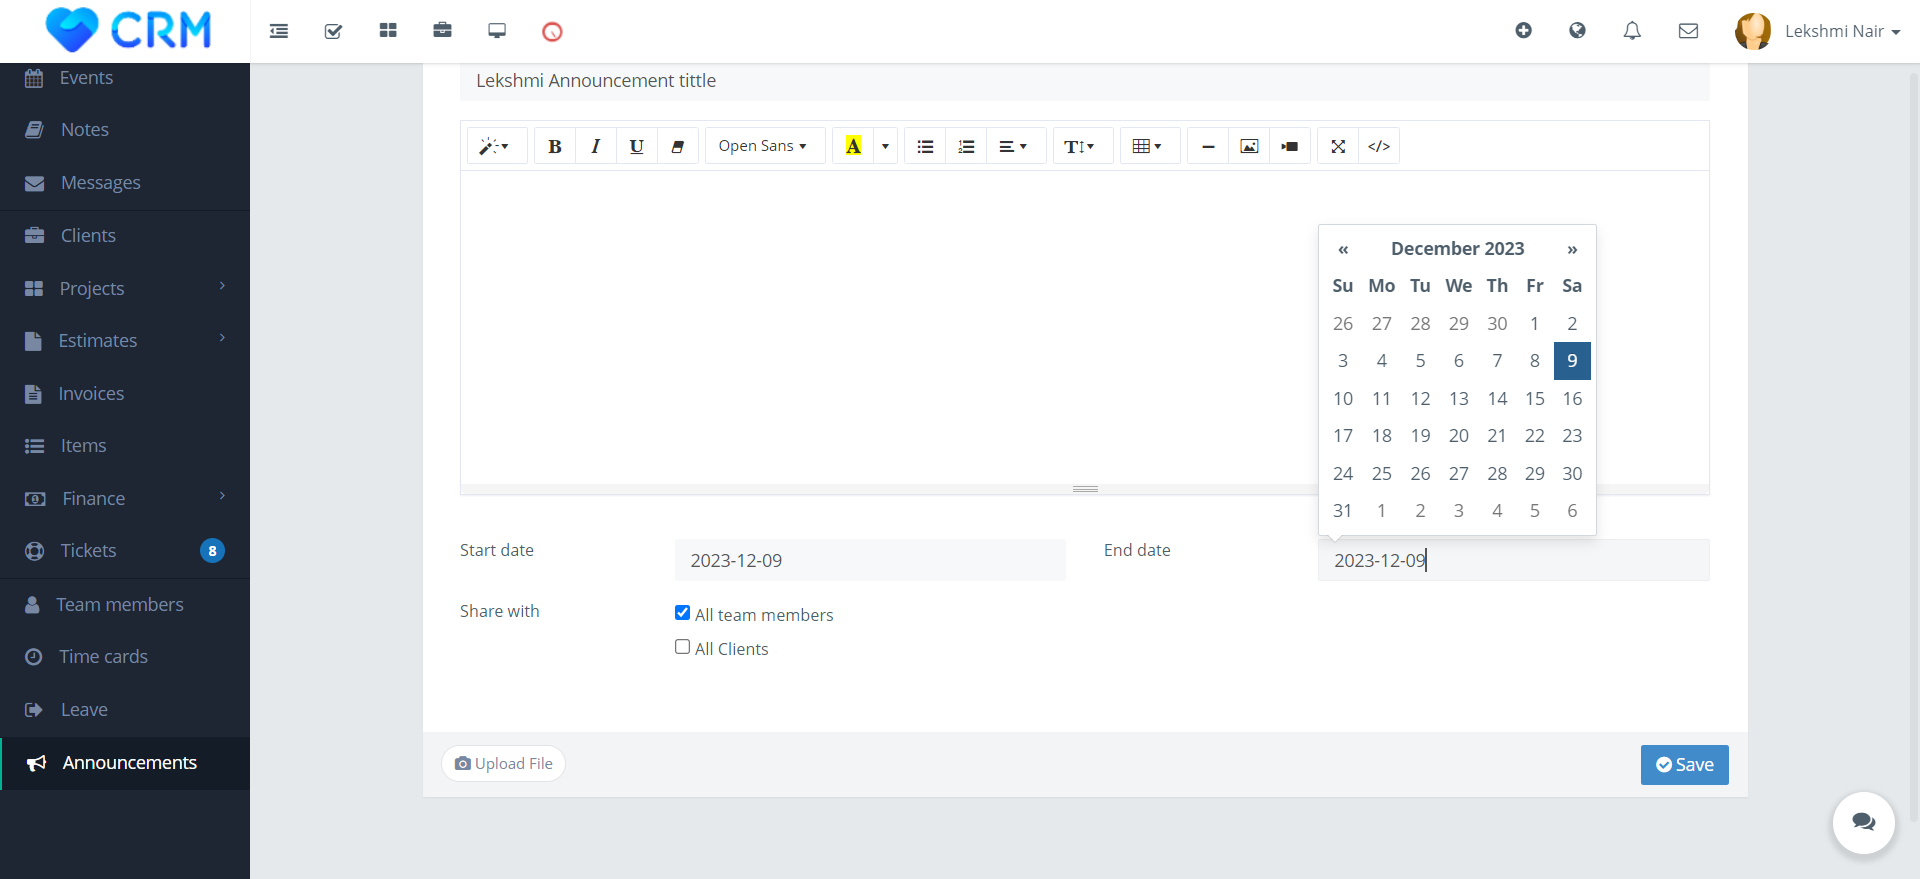 CRM
Lekshmi Nair
Events
Notes
Messages
Clients
Projects
Estimates
Invoices
Items
Finance
Tickets 8
Team members
Time cards
Leave
Announcements
Lekshmi Announcement tittle
B I U Open Sans A T </>
« December 2023 »
Su Mo Tu We Th Fr Sa
26 27 28 29 30 1 2
3 4 5 6 7 8 9
10 11 12 13 14 15 16
17 18 19 20 21 22 23
24 25 26 27 28 29 30
31 1 2 3 4 5 6
Start date 2023-12-09 End date 2023-12-09
Share with All team members
All Clients
Upload File Save